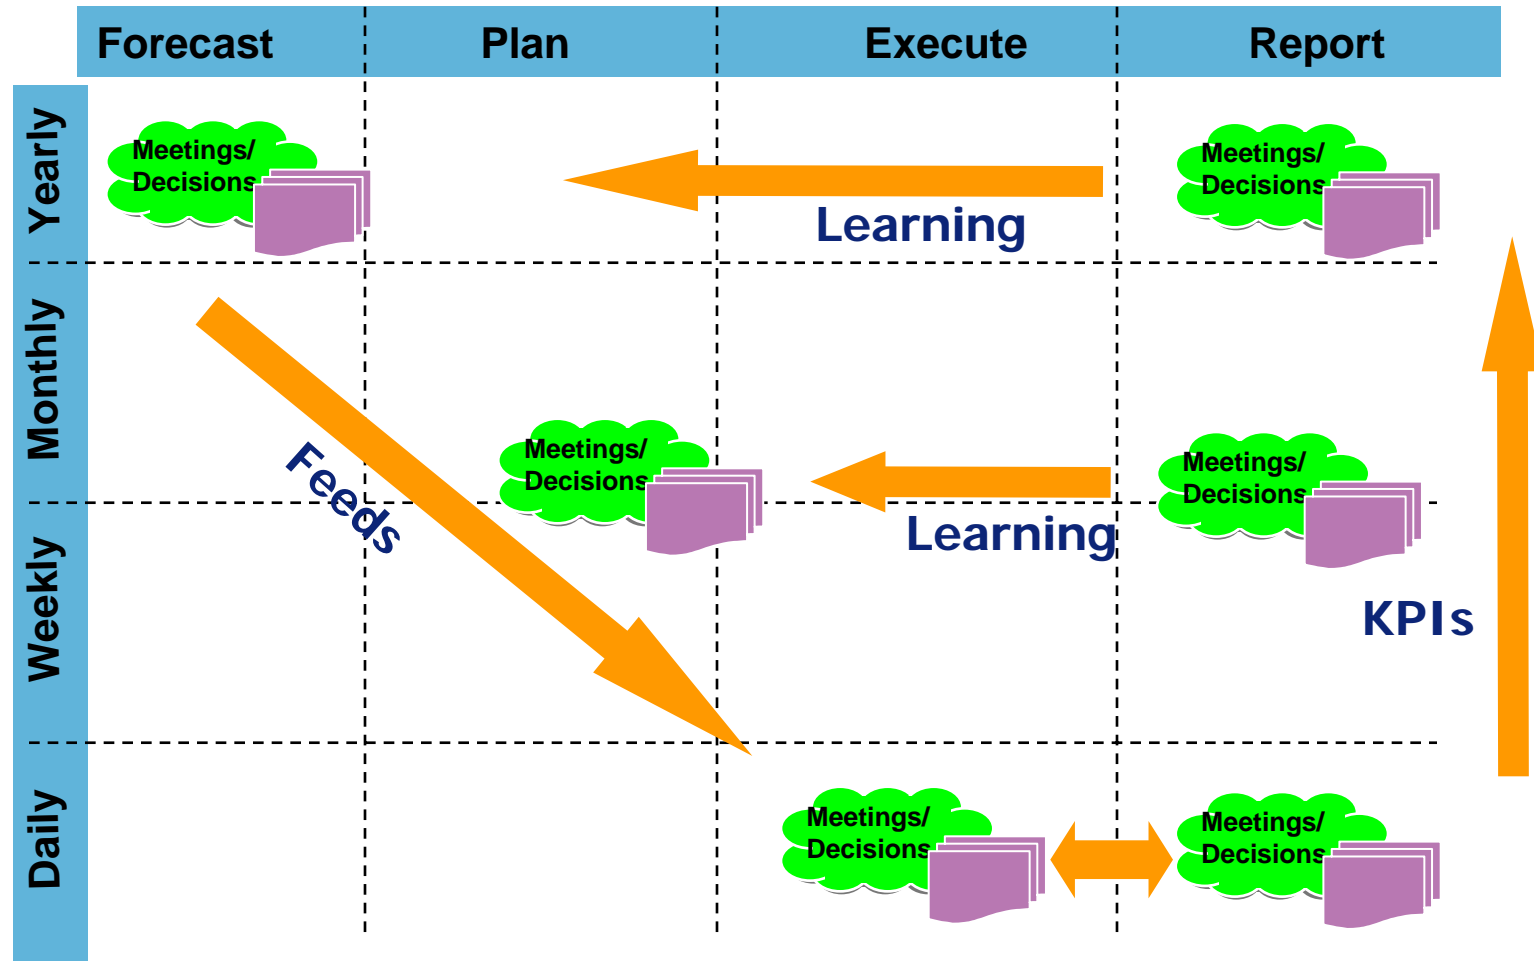 Forecast
Plan
Execute
Report
Yearly
Meetings/
Decisions
Learning
Meetings/
Decisions
Monthly
Feeds
Meetings/
Decisions
Learning
Meetings/
Decisions
Weekly
KPIs
Daily
Meetings/
Decisions
Meetings/
Decisions